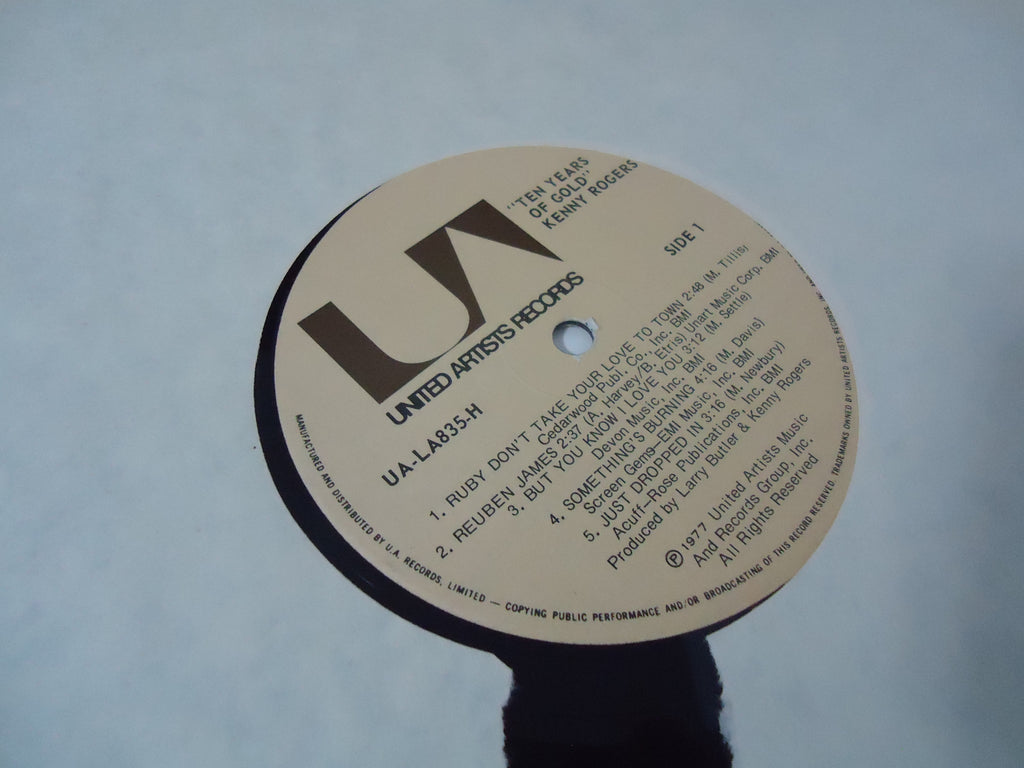 UA
"TEN YEARS
OF GOLD"
KENNY ROGERS
UNITED ARTISTS RECORDS
SIDE 1
UA-LA835-H
1. RUBY DON'T TAKE YOUR LOVE TO TOWN 2:48 (M. Tillis)
Cedarwood Publ. Co., Inc. BMI
2. REUBEN JAMES 2:37 (A. Harvey/B. Etris) Unart Music Corp. BMI
3. BUT YOU KNOW I LOVE YOU 3:12 (M. Settle)
Devon Music, Inc. BMI
4. SOMETHING'S BURNING 4:16 (M. Davis)
Screen Gems-EMI Music, Inc. BMI
5. JUST DROPPED IN 3:16 (M. Newbury)
Acuff-Rose Publications, Inc. BMI
Produced by Larry Butler & Kenny Rogers
Ⓟ 1977 United Artists Music
And Records Group, Inc.
All Rights Reserved
MANUFACTURED AND DISTRIBUTED BY U.A. RECORDS, LIMITED — COPYING PUBLIC PERFORMANCE AND/OR BROADCASTING OF THIS RECORD RESERVED. TRADEMARKS OWNED BY UNITED ARTISTS RECORDS,